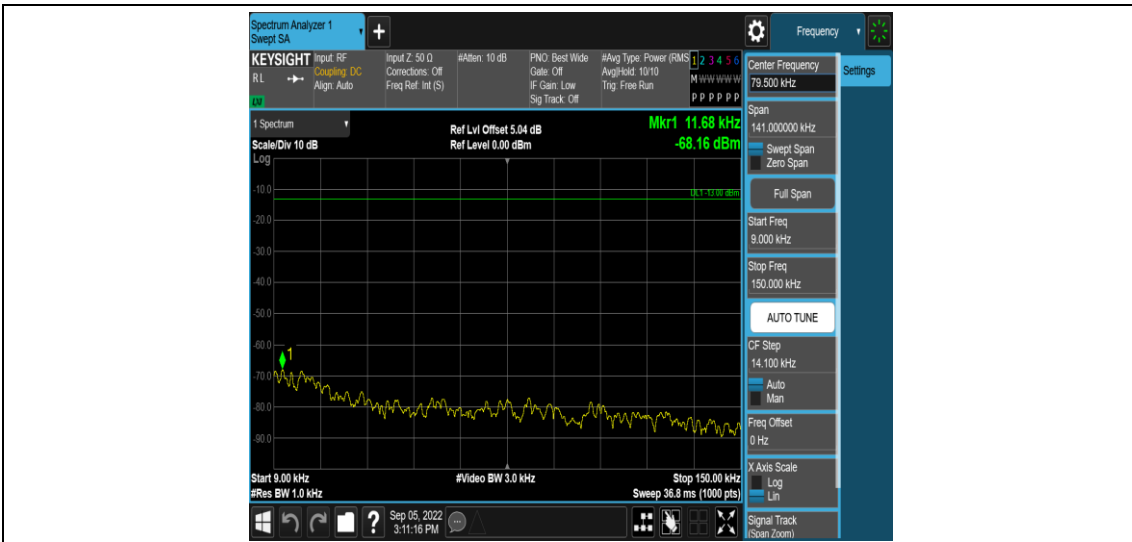 Spectrum Analyzer 1
Swept SA
Frequency
KEYSIGHT
RL
LXI
Input: RF
Coupling: DC
Align: Auto
Input Z: 50 Ω
Corrections: Off
Freq Ref: Int (S)
#Atten: 10 dB
PNO: Best Wide
Gate: Off
IF Gain: Low
Sig Track: Off
#Avg Type: Power (RMS
Avg|Hold: 10/10
Trig: Free Run
1 2 3 4 5 6
M W W W W W
P P P P P P
Center Frequency
79.500 kHz
Settings
1 Spectrum
Scale/Div 10 dB
Log
Ref Lvl Offset 5.04 dB
Ref Level 0.00 dBm
Mkr1 11.68 kHz
-68.16 dBm
DL1 -13.00 dBm
-10.0
-20.0
-30.0
-40.0
-50.0
-60.0
-70.0
-80.0
-90.0
1
Start 9.00 kHz
#Res BW 1.0 kHz
#Video BW 3.0 kHz
Stop 150.00 kHz
Sweep 36.8 ms (1000 pts)
Span
141.000000 kHz
Swept Span
Zero Span
Full Span
Start Freq
9.000 kHz
Stop Freq
150.000 kHz
AUTO TUNE
CF Step
14.100 kHz
Auto
Man
Freq Offset
0 Hz
X Axis Scale
Log
Lin
Signal Track
(Span Zoom)
?
Sep 05, 2022
3:11:16 PM